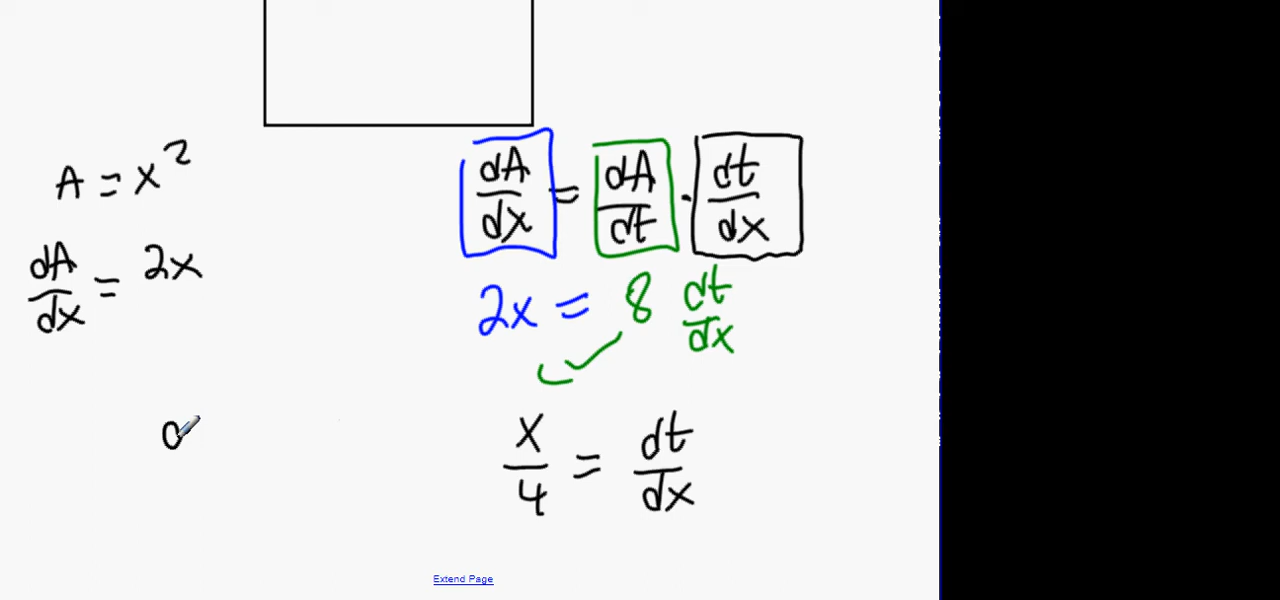 A = x²
dA/dx = 2x
dA/dx = dA/dt · dt/dx
2x = 8 dt/dx
x/4 = dt/dx
Extend Page